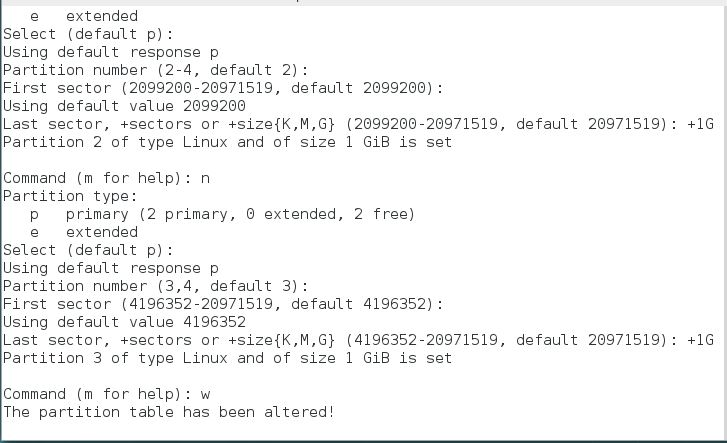 e   extended
Select (default p):
Using default response p
Partition number (2-4, default 2):
First sector (2099200-20971519, default 2099200):
Using default value 2099200
Last sector, +sectors or +size{K,M,G} (2099200-20971519, default 20971519): +1G
Partition 2 of type Linux and of size 1 GiB is set

Command (m for help): n
Partition type:
   p   primary (2 primary, 0 extended, 2 free)
   e   extended
Select (default p):
Using default response p
Partition number (3,4, default 3):
First sector (4196352-20971519, default 4196352):
Using default value 4196352
Last sector, +sectors or +size{K,M,G} (4196352-20971519, default 20971519): +1G
Partition 3 of type Linux and of size 1 GiB is set

Command (m for help): w
The partition table has been altered!